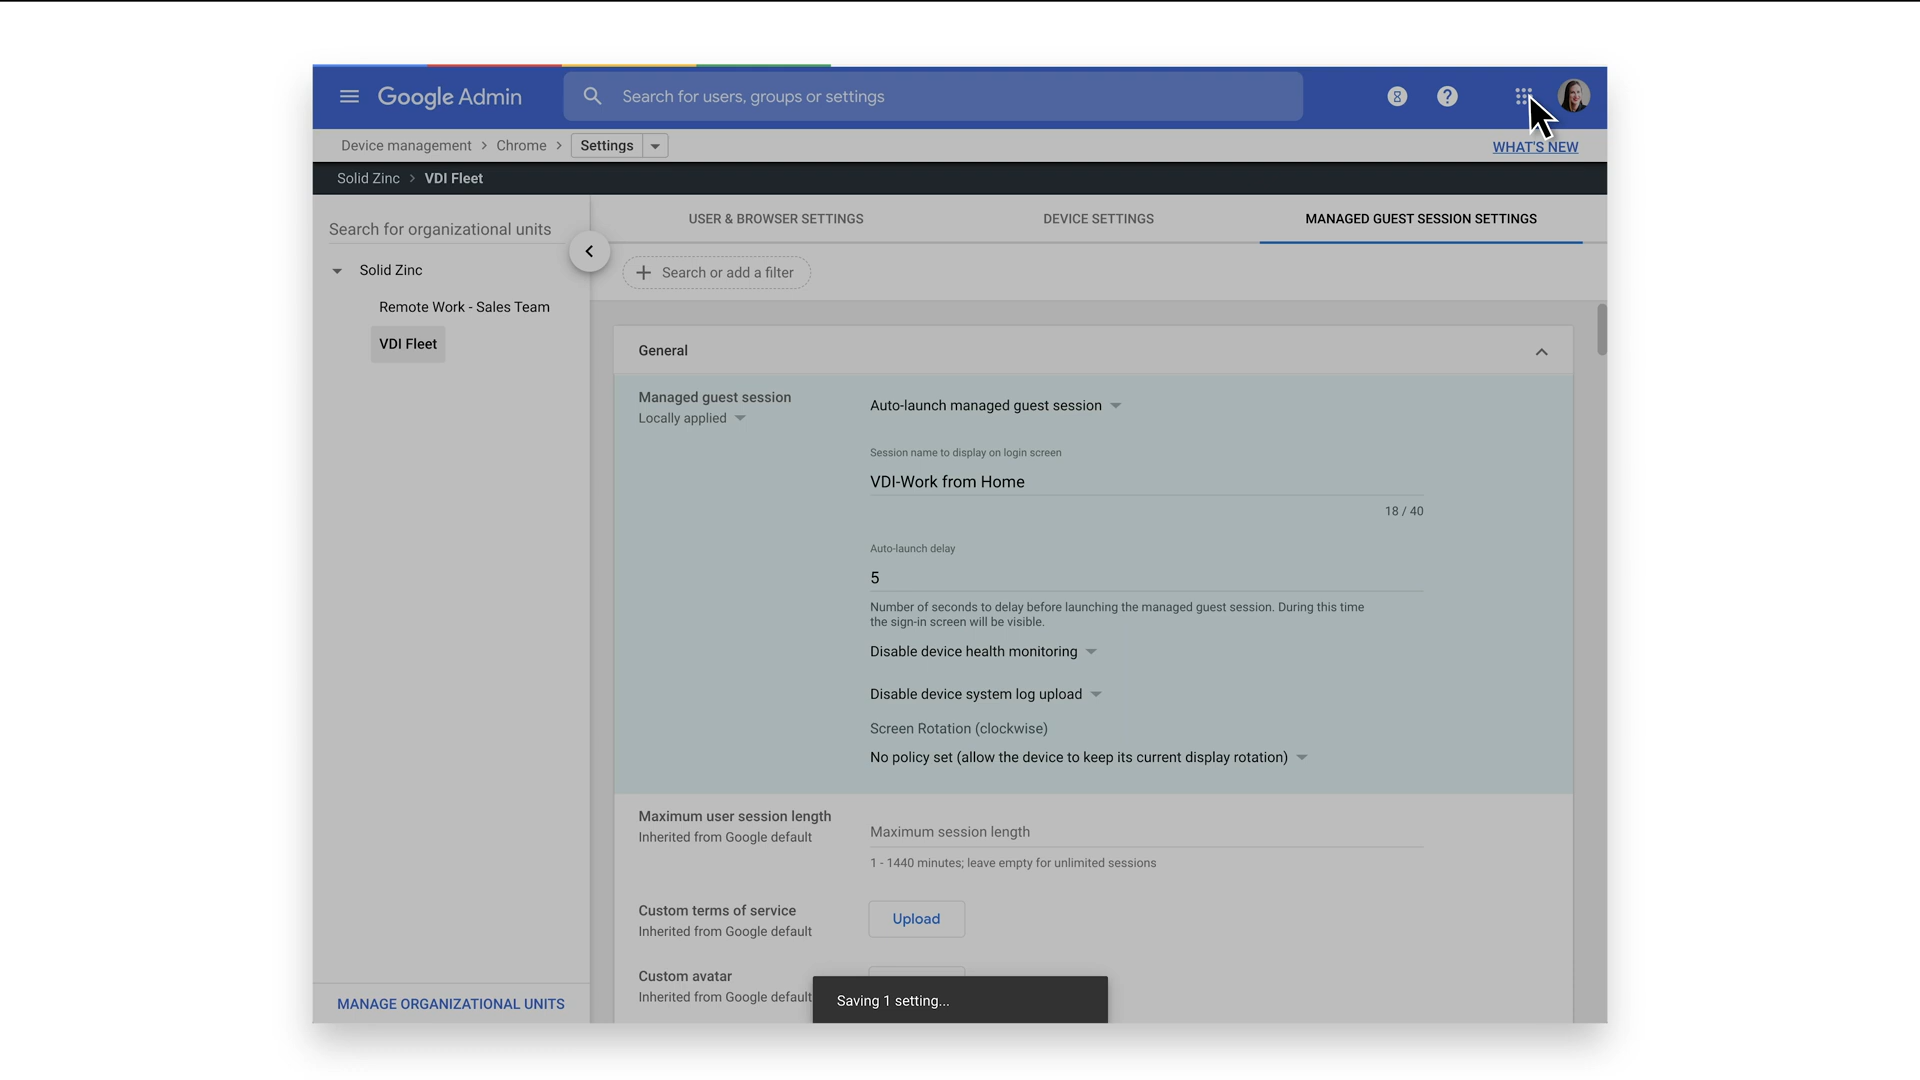 Google Admin
Search for users, groups or settings
Device management > Chrome > Settings
WHAT'S NEW
Solid Zinc > VDI Fleet
Search for organizational units
Solid Zinc
Remote Work - Sales Team
VDI Fleet
MANAGE ORGANIZATIONAL UNITS
USER & BROWSER SETTINGS
DEVICE SETTINGS
MANAGED GUEST SESSION SETTINGS
Search or add a filter
General
Managed guest session
Locally applied
Auto-launch managed guest session
Session name to display on login screen
VDI-Work from Home
18 / 40
Auto-launch delay
5
Number of seconds to delay before launching the managed guest session. During this time
the sign-in screen will be visible.
Disable device health monitoring
Disable device system log upload
Screen Rotation (clockwise)
No policy set (allow the device to keep its current display rotation)
Maximum user session length
Inherited from Google default
Maximum session length
1 - 1440 minutes; leave empty for unlimited sessions
Custom terms of service
Inherited from Google default
Upload
Custom avatar
Inherited from Google default
Saving 1 setting...